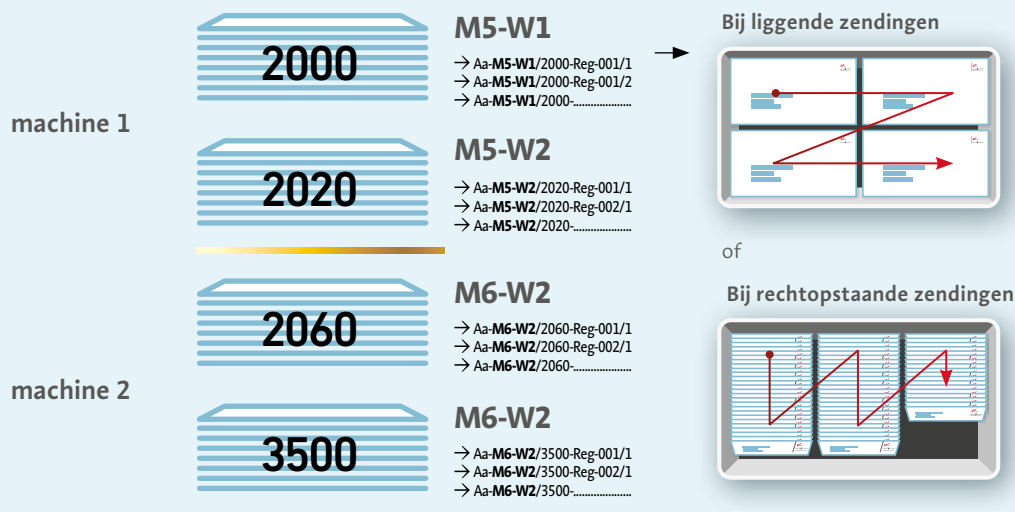 machine 1
2000
M5-W1
→ Aa-M5-W1/2000-Reg-001/1
→ Aa-M5-W1/2000-Reg-001/2
→ Aa-M5-W1/2000-....................
2020
M5-W2
→ Aa-M5-W2/2020-Reg-001/1
→ Aa-M5-W2/2020-Reg-002/1
→ Aa-M5-W2/2020-....................
machine 2
2060
M6-W2
→ Aa-M6-W2/2060-Reg-001/1
→ Aa-M6-W2/2060-Reg-002/1
→ Aa-M6-W2/2060-....................
3500
M6-W2
→ Aa-M6-W2/3500-Reg-001/1
→ Aa-M6-W2/3500-Reg-002/1
→ Aa-M6-W2/3500-....................
Bij liggende zendingen
of
Bij rechtopstaande zendingen